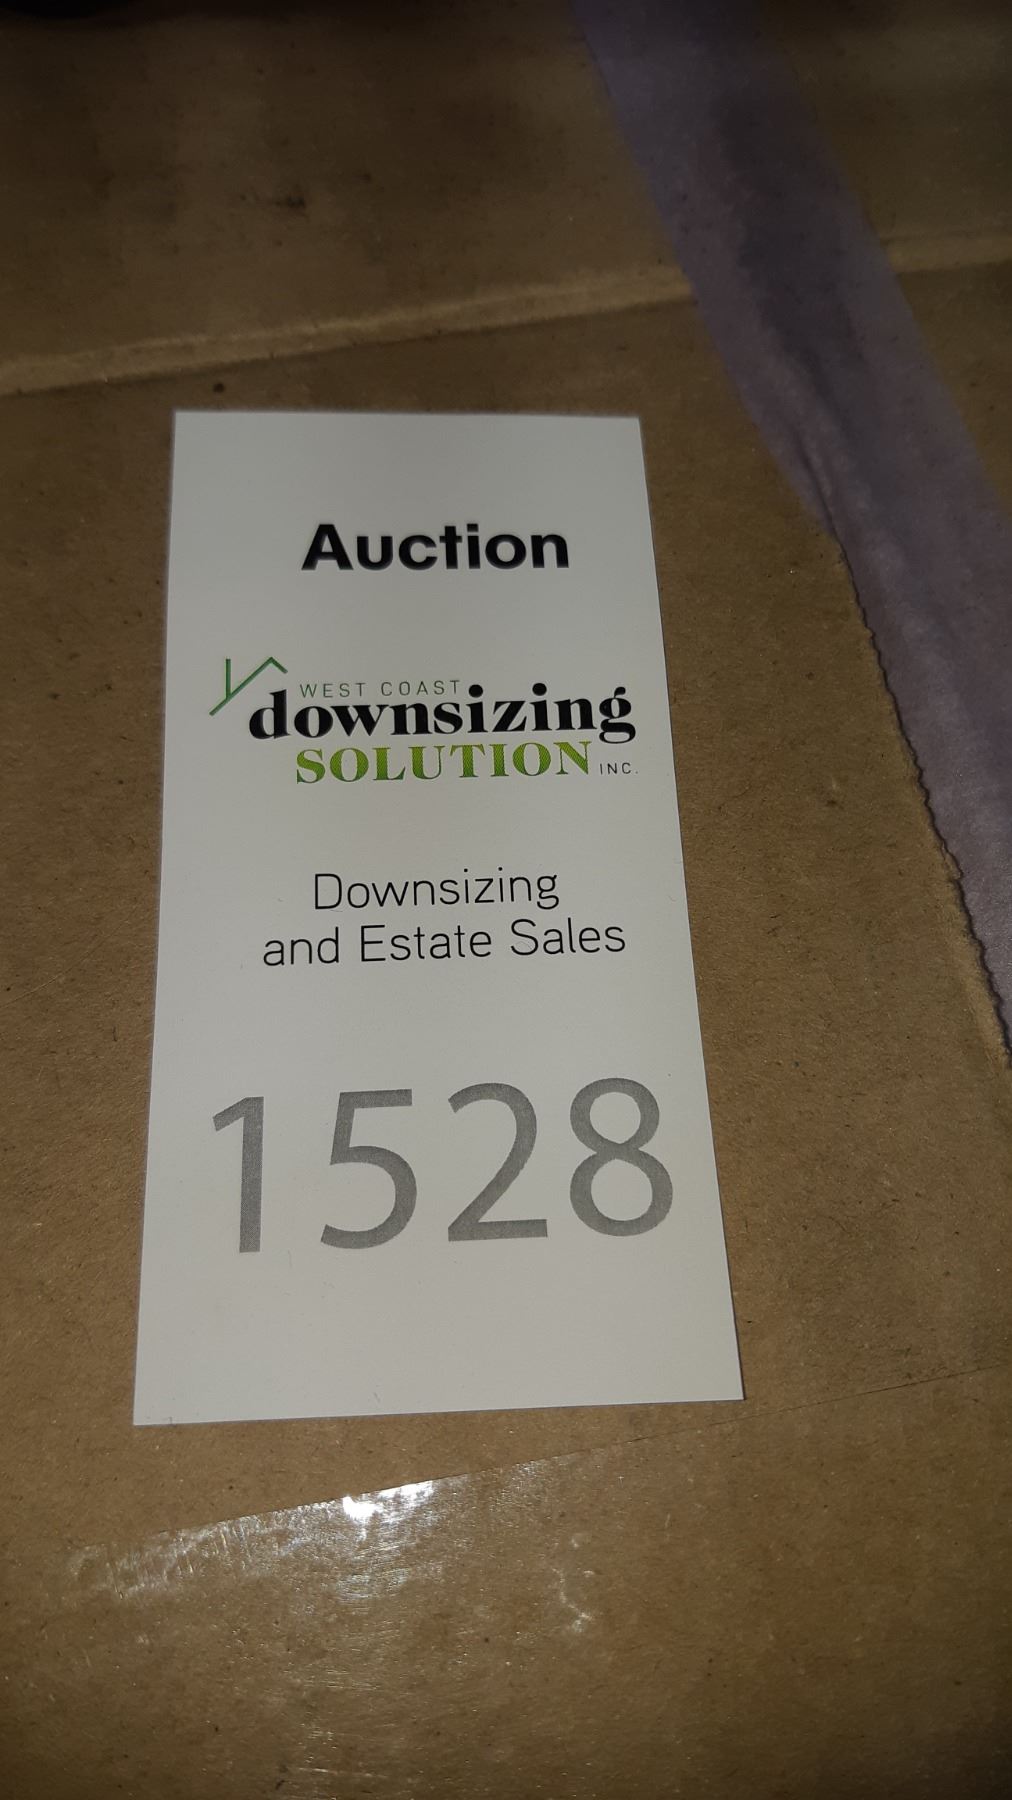 Auction
WEST COAST
downsizing
SOLUTION INC.
Downsizing
and Estate Sales
1528